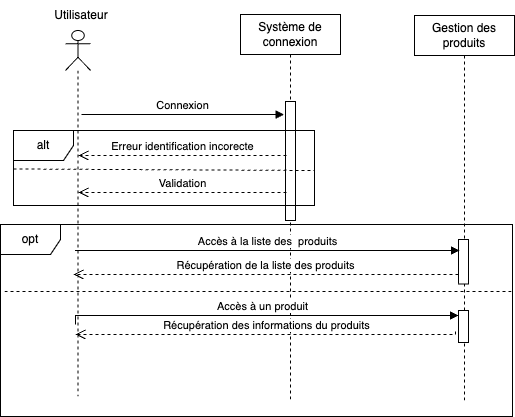 Utilisateur
Système de
connexion
Gestion des
produits
Connexion
alt
Erreur identification incorecte
Validation
opt
Accès à la liste des produits
Récupération de la liste des produits
Accès à un produit
Récupération des informations du produits